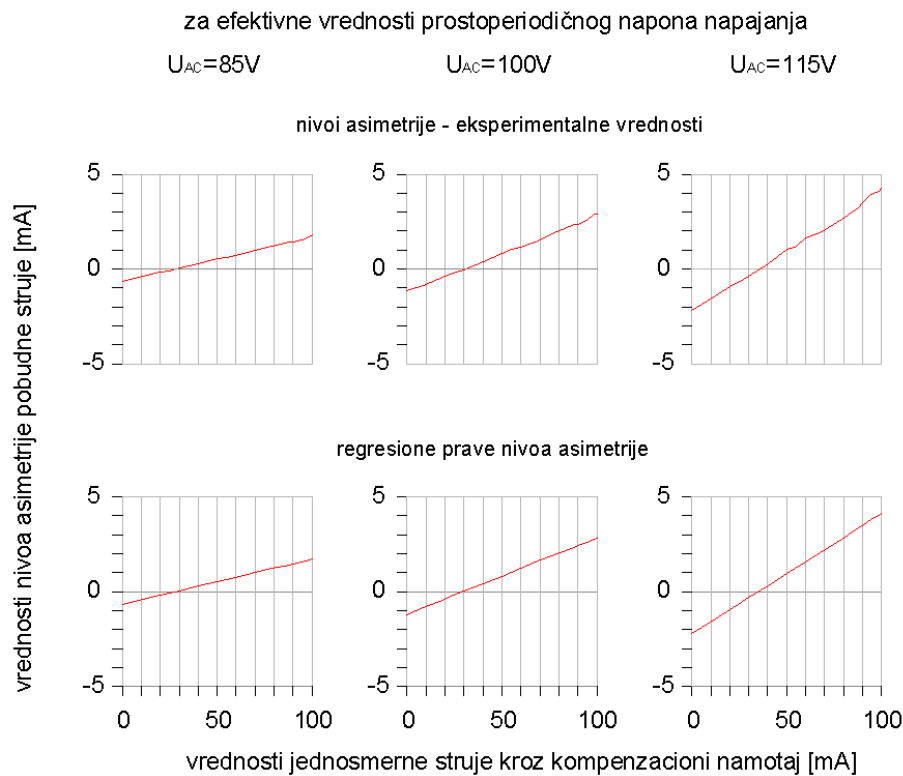 za efektivne vrednosti prostoperiodičnog napona napajanja
UAC=85V UAC=100V UAC=115V
nivoi asimetrije - eksperimentalne vrednosti
5 5 5
0 0 0
-5 -5 -5
vrednosti nivoa asimetrije pobudne struje [mA]
regresione prave nivoa asimetrije
5 5 5
0 0 0
-5 -5 -5
0 50 100 0 50 100 0 50 100
vrednosti jednosmerne struje kroz kompenzacioni namotaj [mA]